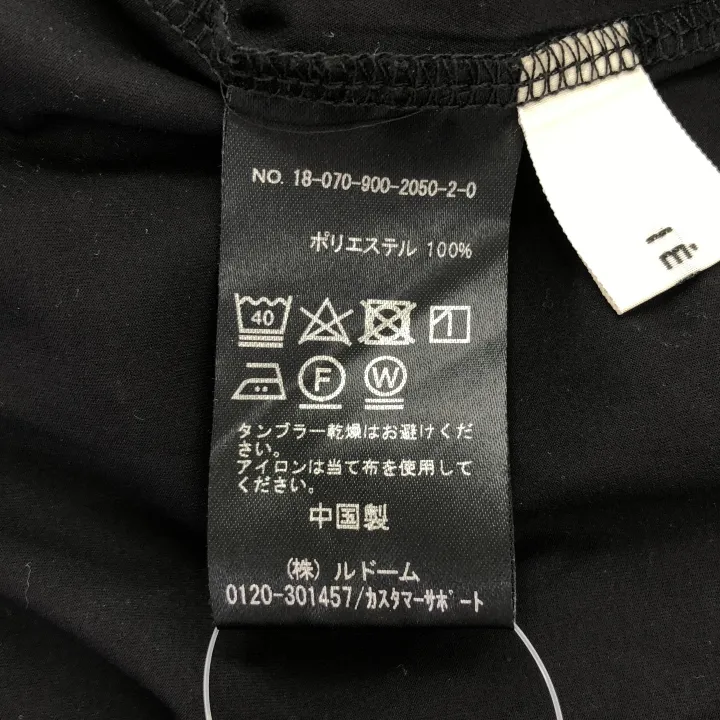 NO. 18-070-900-2050-2-0
ポリエステル 100%
40
F W
タンブラー乾燥はお避けくだ
さい。
アイロンは当て布を使用して
ください。
中国製
(株) ルドーム
0120-301457/カスタマーサポート